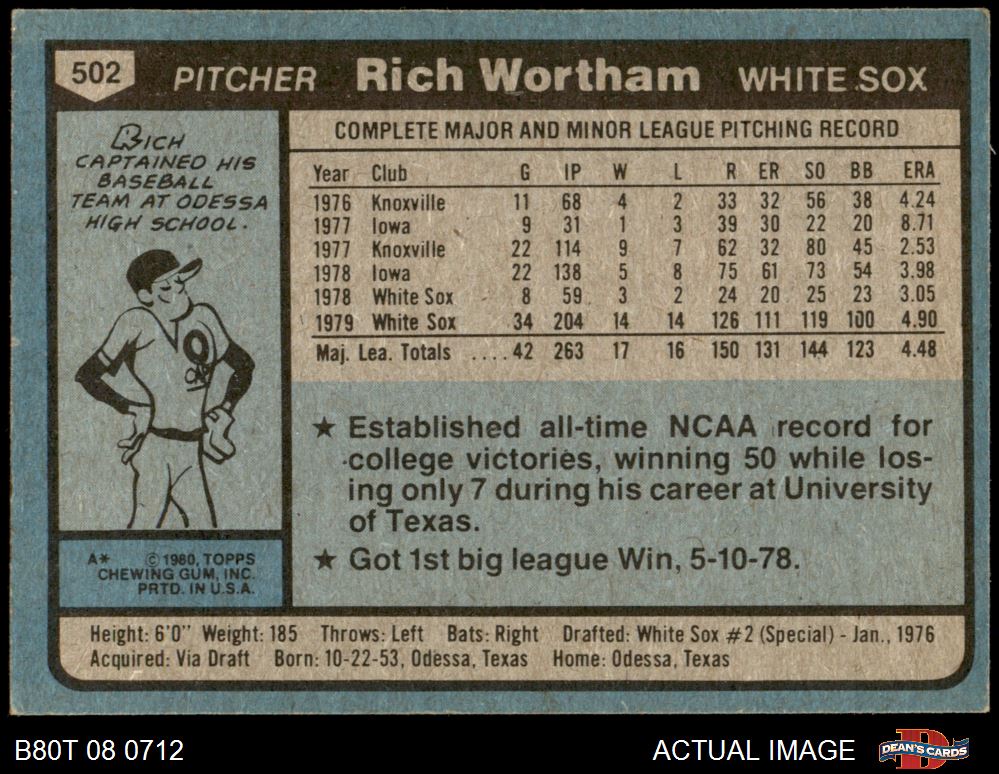 502 PITCHER Rich Wortham WHITE SOX
RICH
CAPTAINED HIS
BASEBALL
TEAM AT ODESSA
HIGH SCHOOL.
A* © 1980, TOPPS
CHEWING GUM, INC.
PRTD. IN U.S.A.
COMPLETE MAJOR AND MINOR LEAGUE PITCHING RECORD
Year Club G IP W L R ER SO BB ERA
1976 Knoxville 11 68 4 2 33 32 56 38 4.24
1977 Iowa 9 31 1 3 39 30 22 20 8.71
1977 Knoxville 22 114 9 7 62 32 80 45 2.53
1978 Iowa 22 138 5 8 75 61 73 54 3.98
1978 White Sox 8 59 3 2 24 20 25 23 3.05
1979 White Sox 34 204 14 14 126 111 119 100 4.90
Maj. Lea. Totals .... 42 263 17 16 150 131 144 123 4.48
★ Established all-time NCAA record for
college victories, winning 50 while los-
ing only 7 during his career at University
of Texas.
★ Got 1st big league Win, 5-10-78.
Height: 6'0" Weight: 185 Throws: Left Bats: Right Drafted: White Sox #2 (Special) - Jan., 1976
Acquired: Via Draft Born: 10-22-53, Odessa, Texas Home: Odessa, Texas
B80T 08 0712 ACTUAL IMAGE DEAN'S CARDS